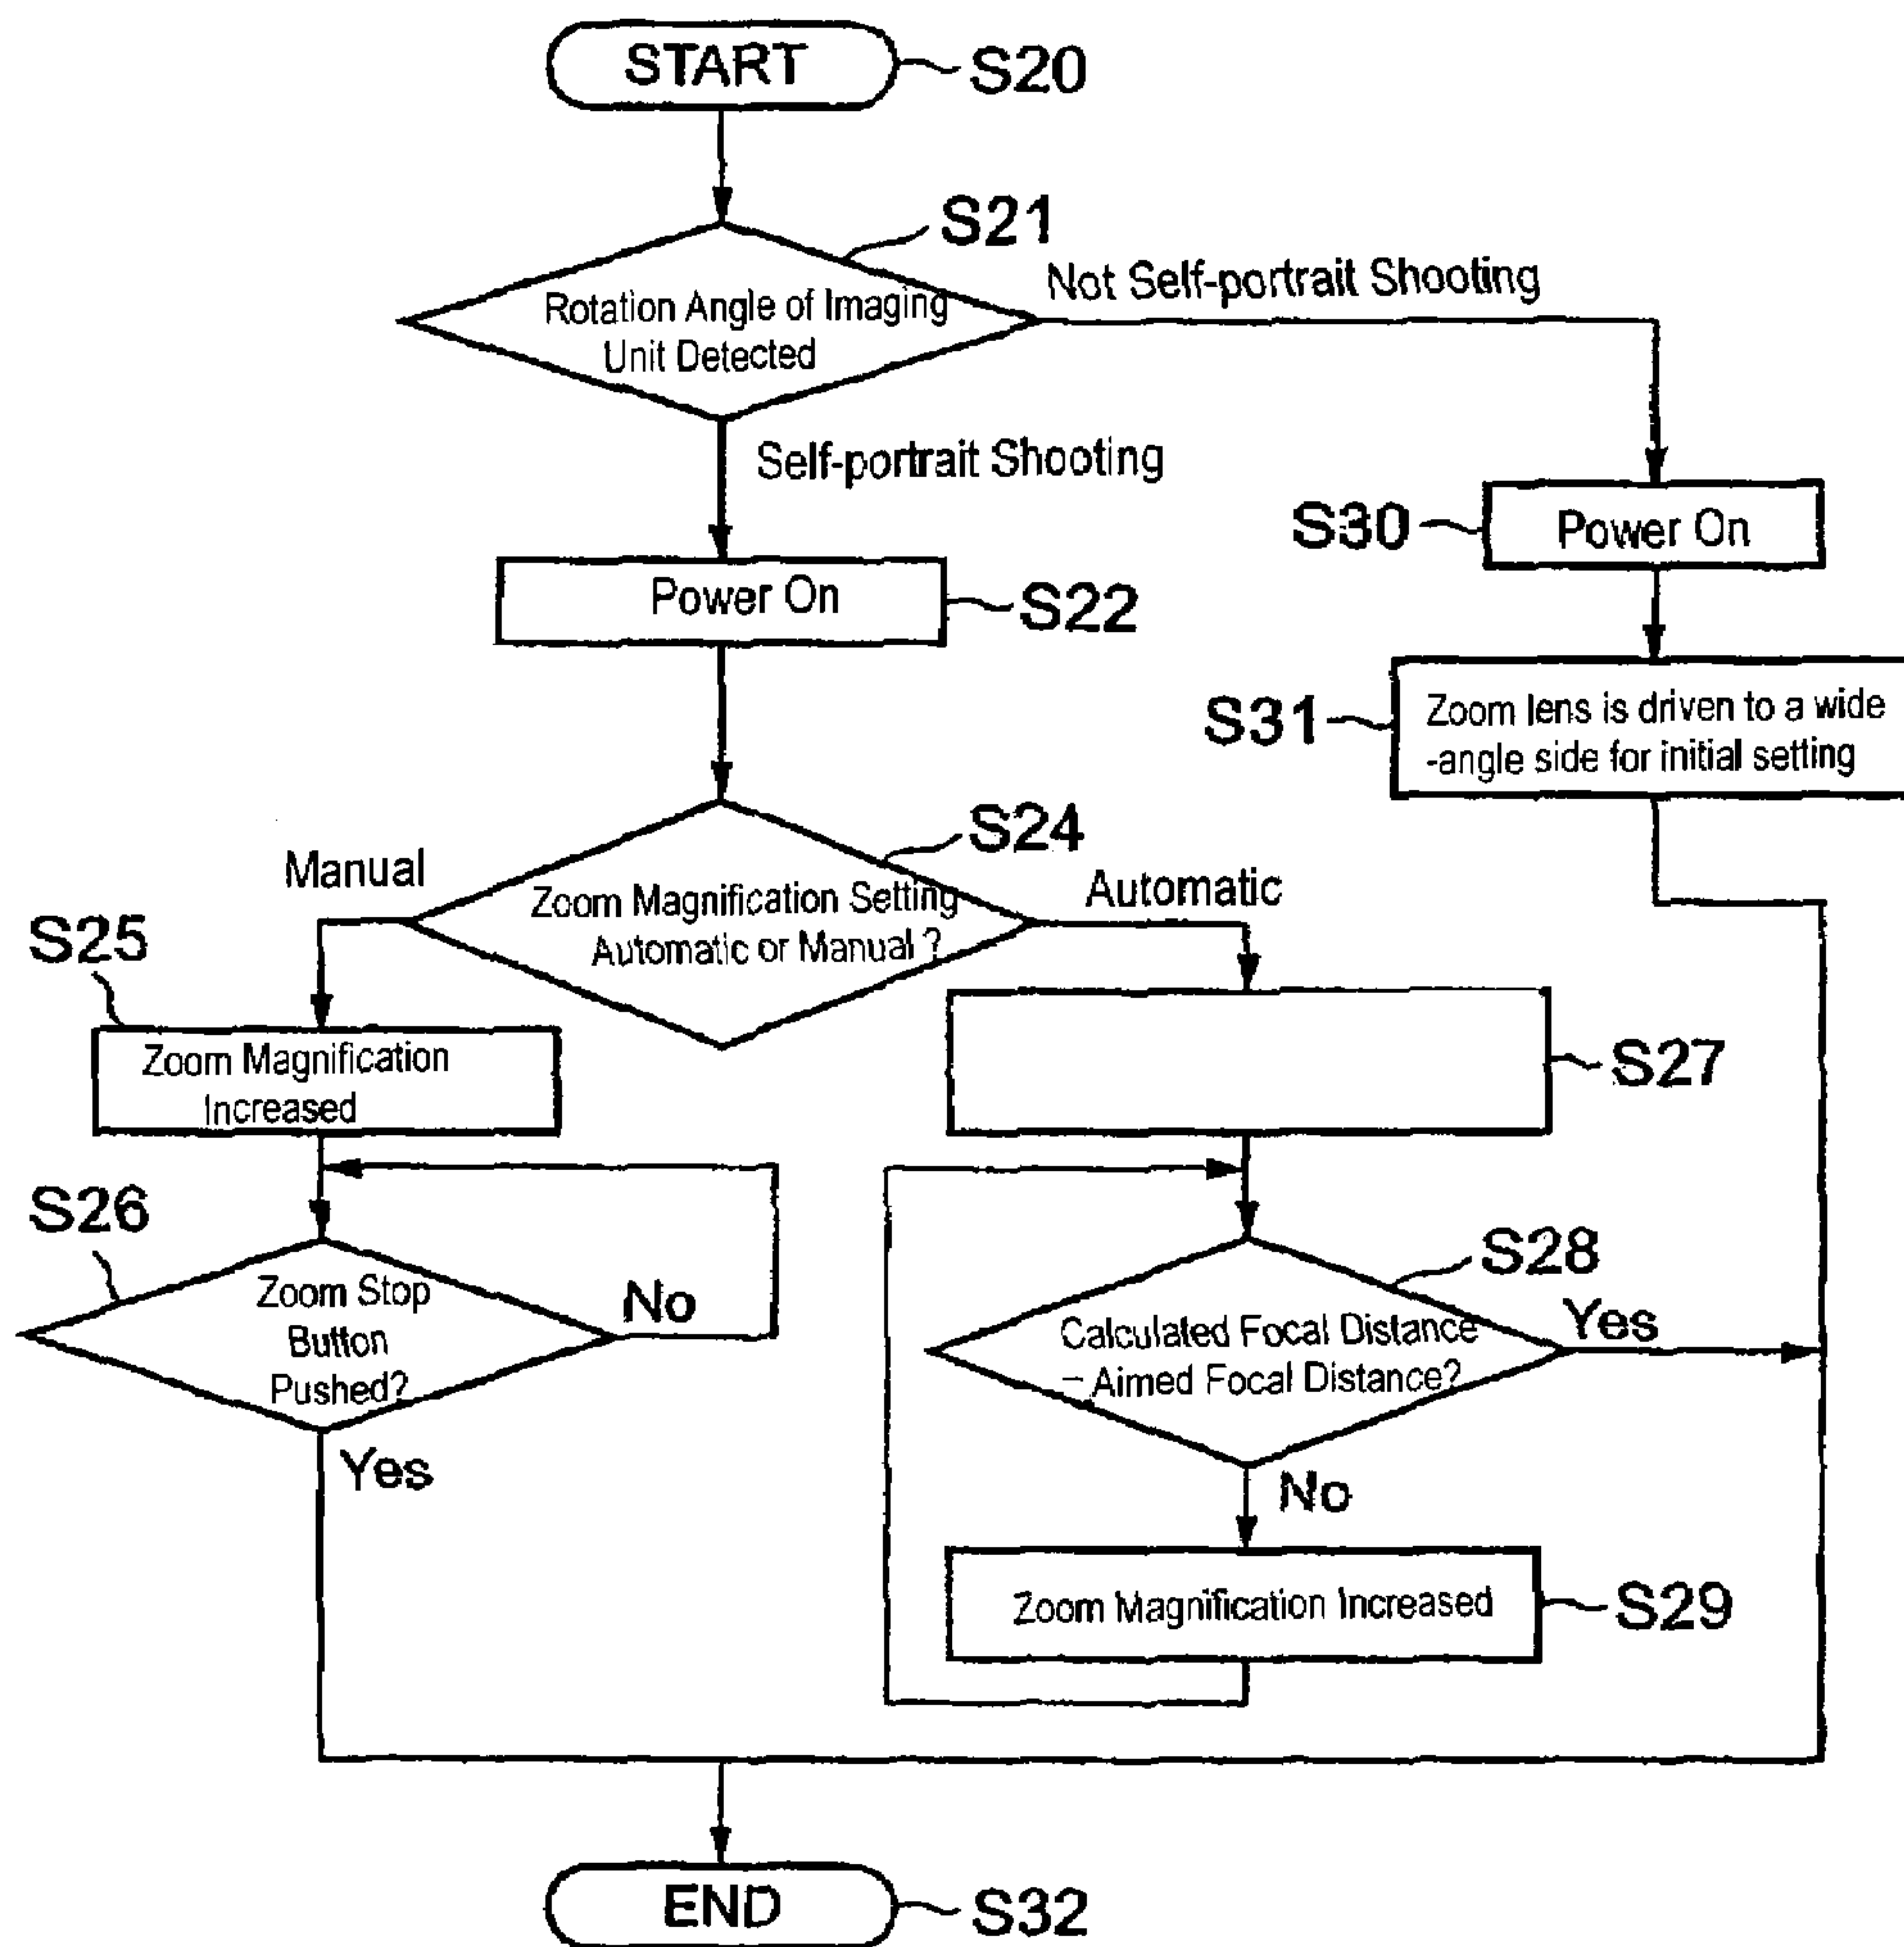 START
S20
S21
Not Self-portrait Shooting
Rotation Angle of Imaging
Unit Detected
Self-portrait Shooting
S30
Power On
Power On
S22
S31
Zoom lens is driven to a wide
-angle side for initial setting
S24
Manual
Automatic
Zoom Magnification Setting
Automatic or Manual ?
S25
Zoom Magnification
Increased
S27
S26
Zoom Stop
Button
Pushed?
No
Yes
S28
Calculated Focal Distance
– Aimed Focal Distance?
Yes
No
Zoom Magnification Increased
S29
END
S32